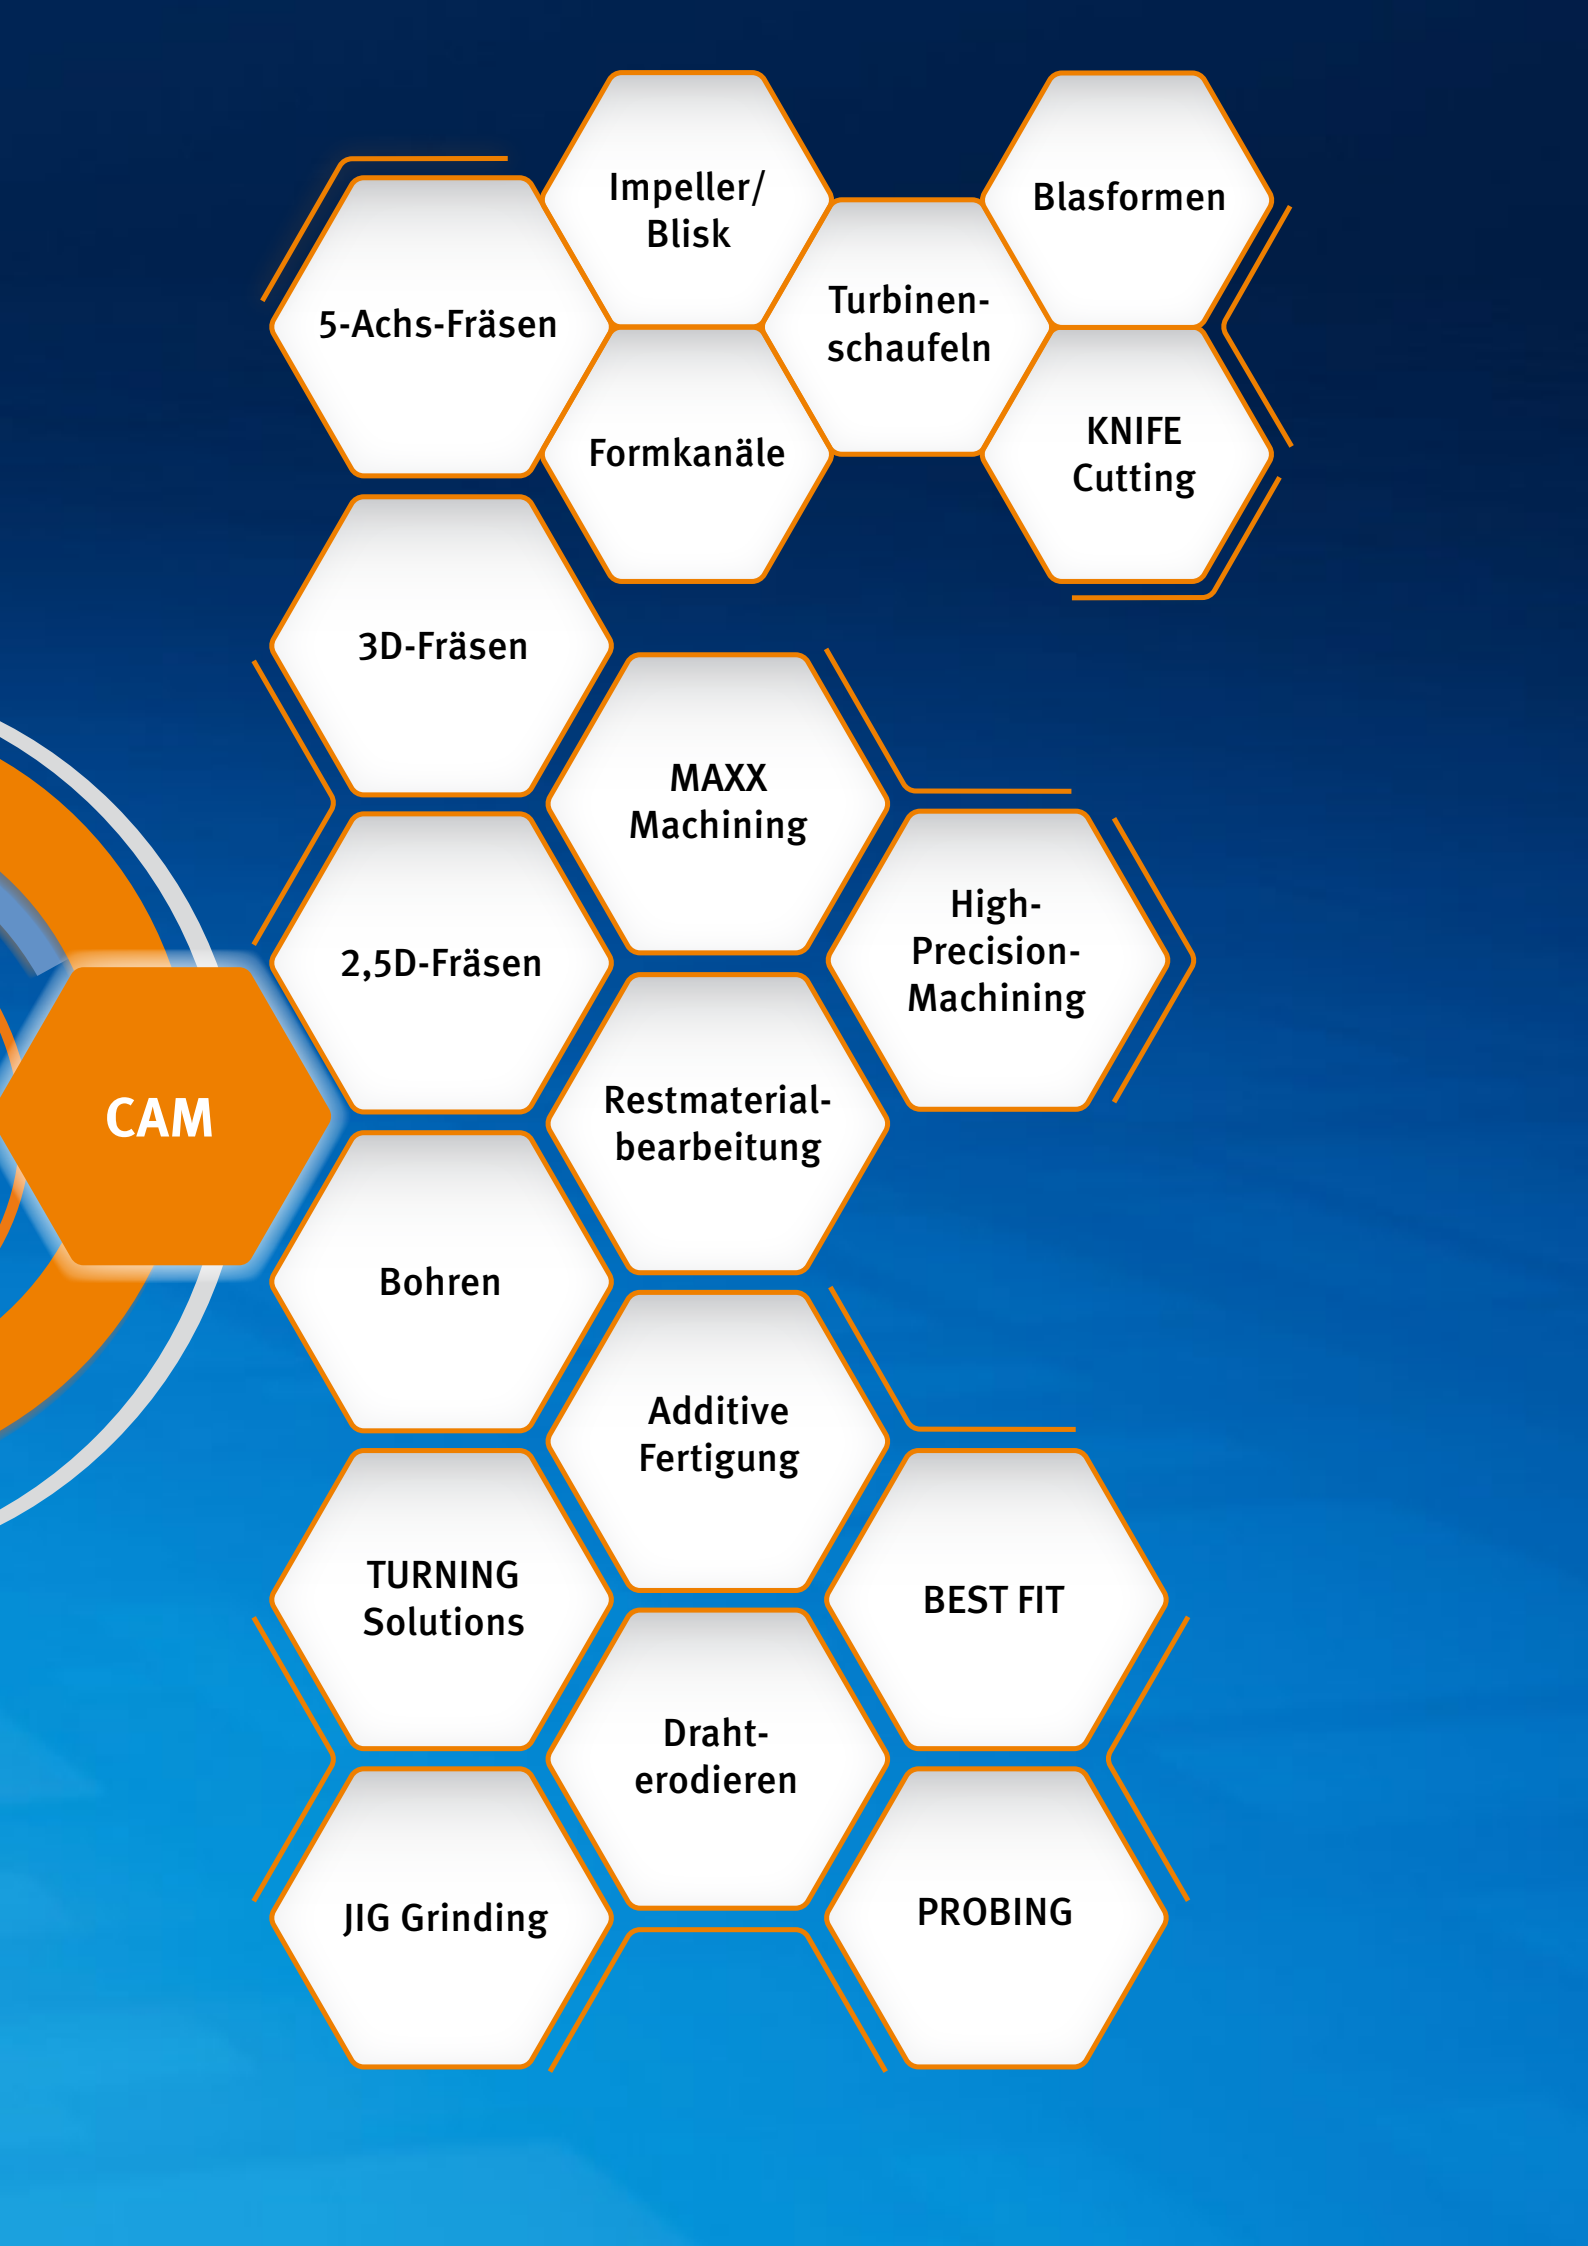 Impeller/
Blisk
Blasformen
5-Achs-Fräsen
Turbinen-
schaufeln
Formkanäle
KNIFE
Cutting
3D-Fräsen
MAXX
Machining
2,5D-Fräsen
High-
Precision-
Machining
CAM
Restmaterial-
bearbeitung
Bohren
Additive
Fertigung
TURNING
Solutions
BEST FIT
Draht-
erodieren
JIG Grinding
PROBING